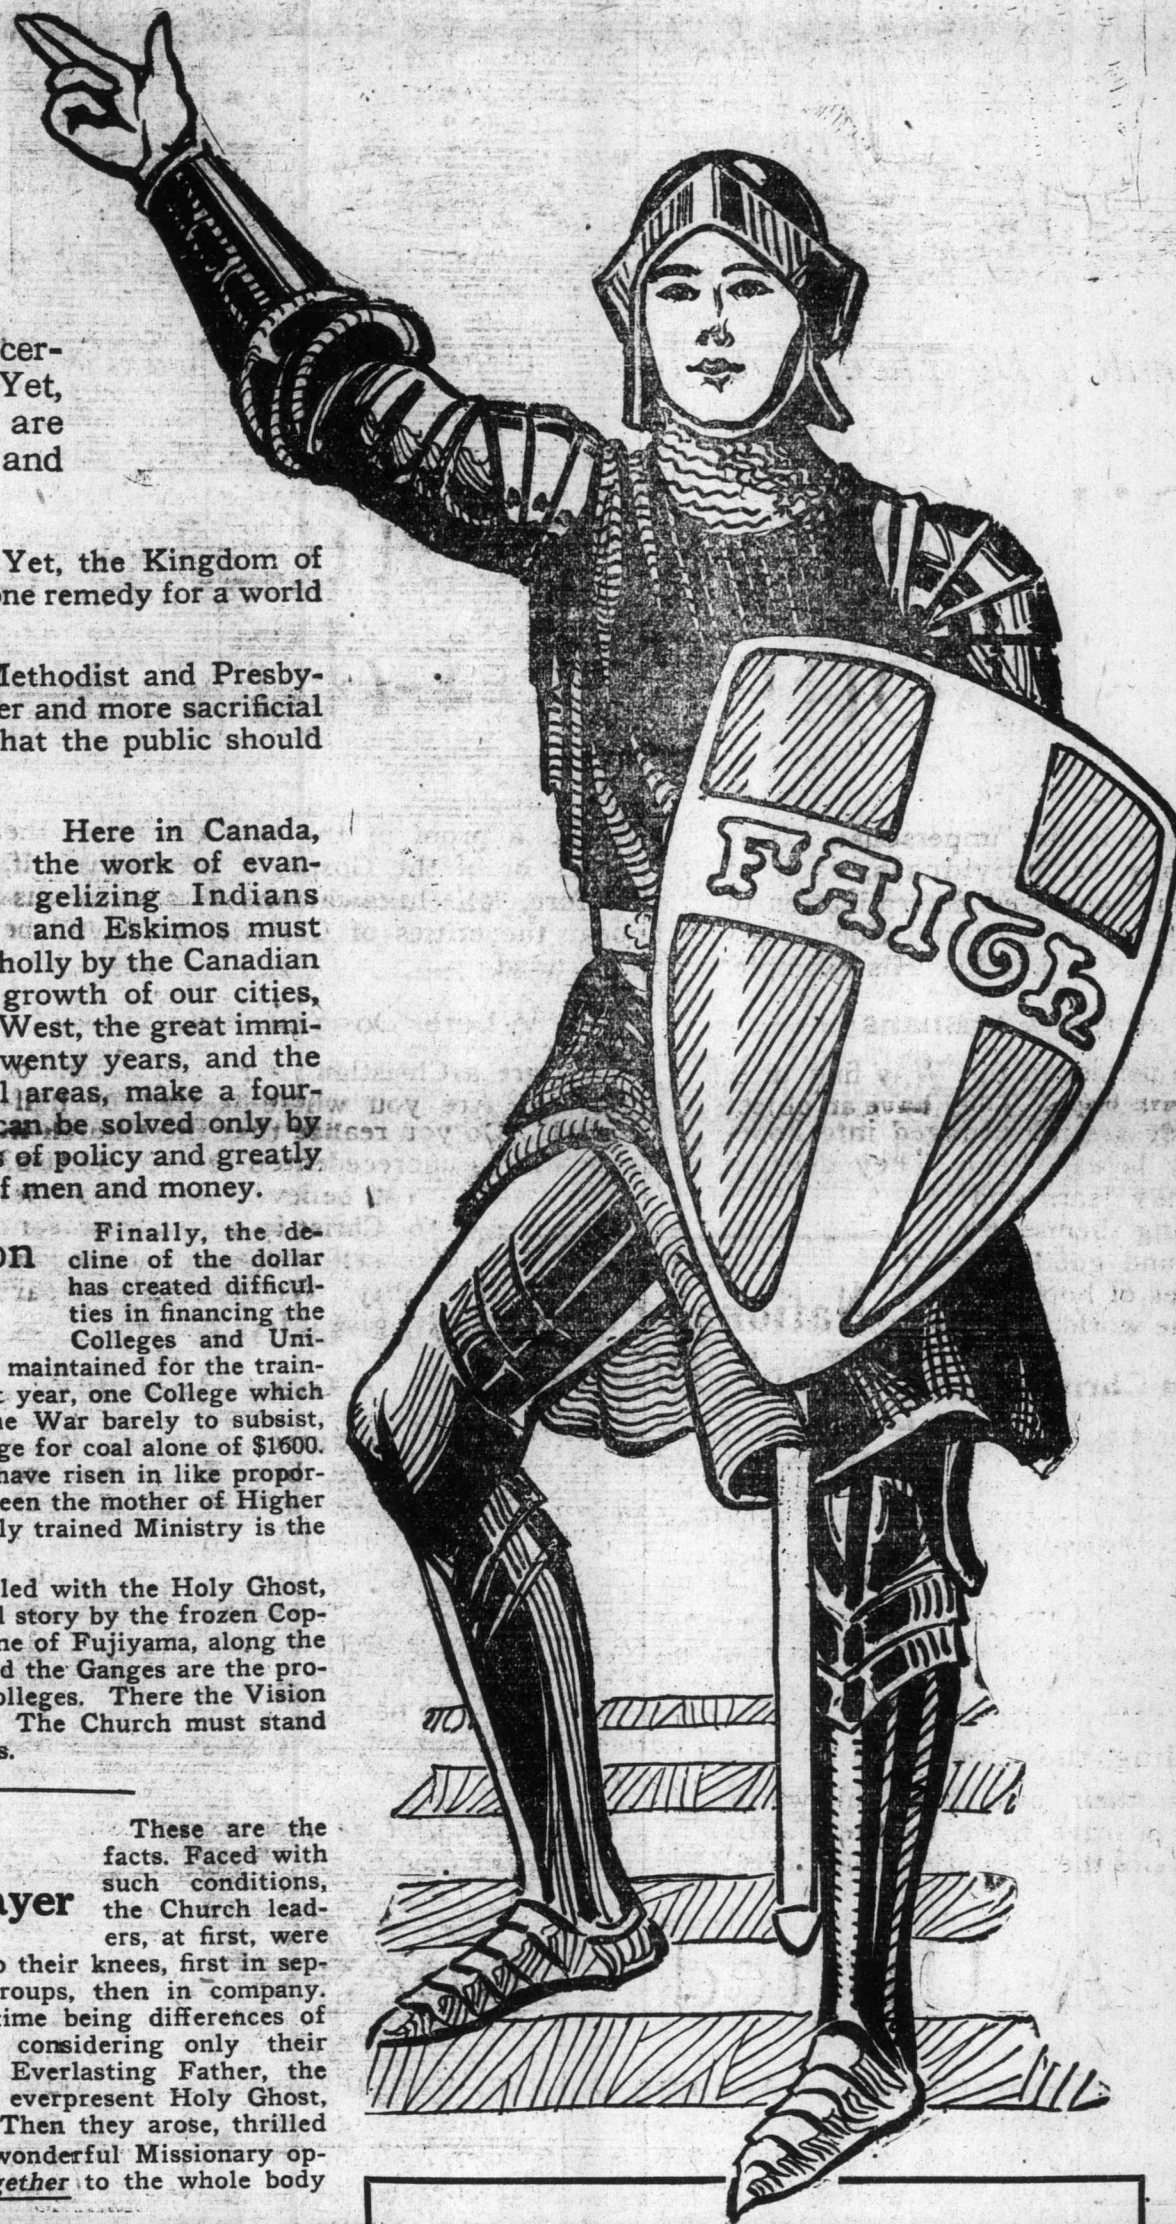 cer-
Yet,
are
and
Yet, the Kingdom of
one remedy for a world
Methodist and Presby-
er and more sacrificial
hat the public should
Here in Canada,
the work of evan-
gelizing Indians
and Eskimos must
holly by the Canadian
growth of our cities,
West, the great immi-
wenty years, and the
l areas, make a four-
can be solved only by
s of policy and greatly
f men and money.
Finally, the de-
on cline of the dollar
has created difficul-
ties in financing the
Colleges and Uni-
maintained for the train-
t year, one College which
he War barely to subsist,
ge for coal alone of $1600.
have risen in like propor-
een the mother of Higher
ly trained Ministry is the
led with the Holy Ghost,
d story by the frozen Cop-
ne of Fujiyama, along the
d the Ganges are the pro-
olleges. There the Vision
The Church must stand
s.
These are the
facts. Faced with
such conditions,
ayer the Church lead-
ers, at first, were
o their knees, first in sep-
roups, then in company.
time being differences of
considering only their
Everlasting Father, the
everpresent Holy Ghost,
Then they arose, thrilled
wonderful Missionary op-
gether to the whole body
FAITH